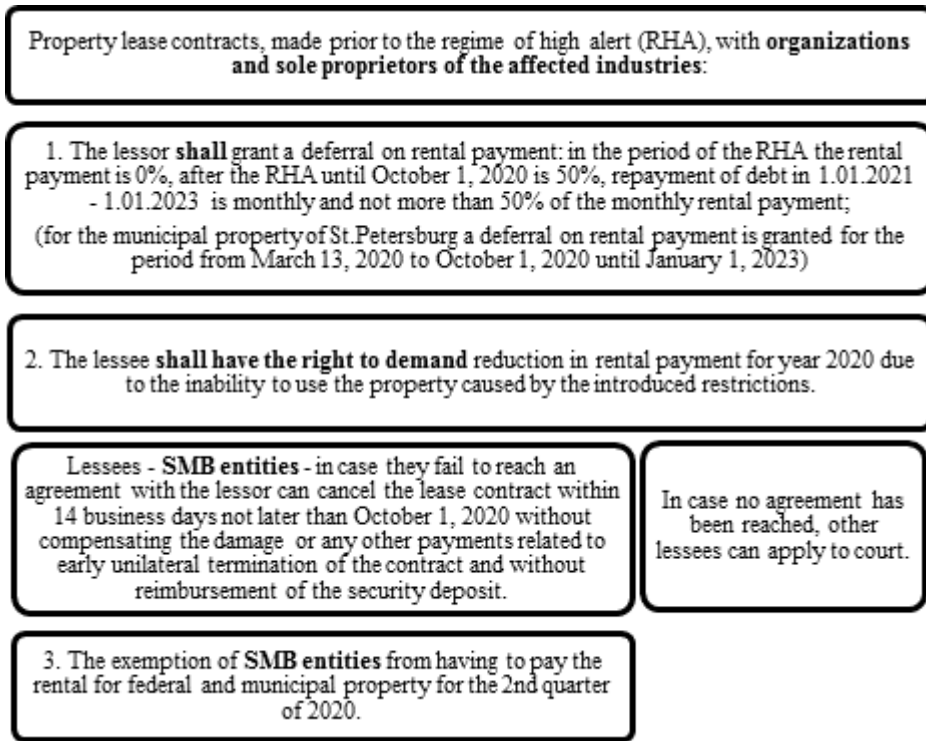 Property lease contracts, made prior to the regime of high alert (RHA), with organizations
and sole proprietors of the affected industries:
1. The lessor shall grant a deferral on rental payment: in the period of the RHA the rental
payment is 0%, after the RHA until October 1, 2020 is 50%, repayment of debt in 1.01.2021
- 1.01.2023 is monthly and not more than 50% of the monthly rental payment;
(for the municipal property of St.Petersburg a deferral on rental payment is granted for the
period from March 13, 2020 to October 1, 2020 until January 1, 2023)
2. The lessee shall have the right to demand reduction in rental payment for year 2020 due
to the inability to use the property caused by the introduced restrictions.
Lessees - SMB entities - in case they fail to reach an
agreement with the lessor can cancel the lease contract within
14 business days not later than October 1, 2020 without
compensating the damage or any other payments related to
early unilateral termination of the contract and without
reimbursement of the security deposit.
In case no agreement has
been reached, other
lessees can apply to court.
3. The exemption of SMB entities from having to pay the
rental for federal and municipal property for the 2nd quarter
of 2020.